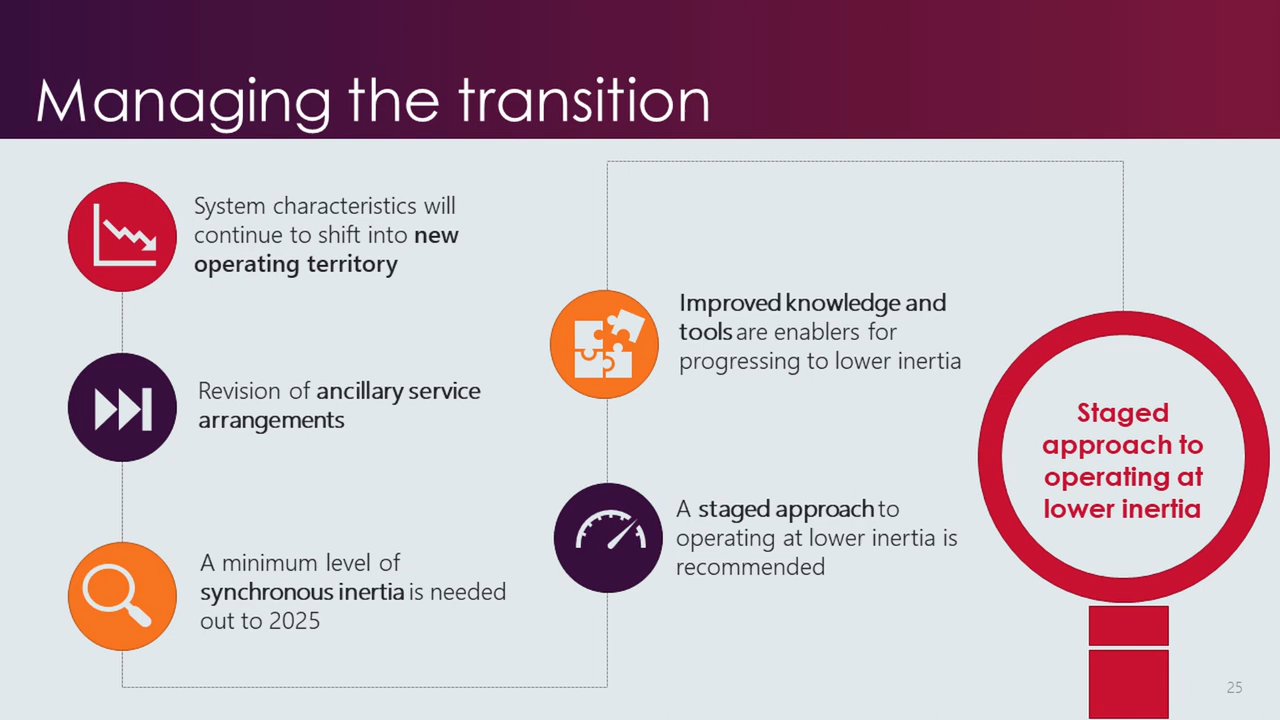 Managing the transition
System characteristics will
continue to shift into new
operating territory
Revision of ancillary service
arrangements
A minimum level of
synchronous inertia is needed
out to 2025
Improved knowledge and
tools are enablers for
progressing to lower inertia
A staged approach to
operating at lower inertia is
recommended
Staged
approach to
operating at
lower inertia
25